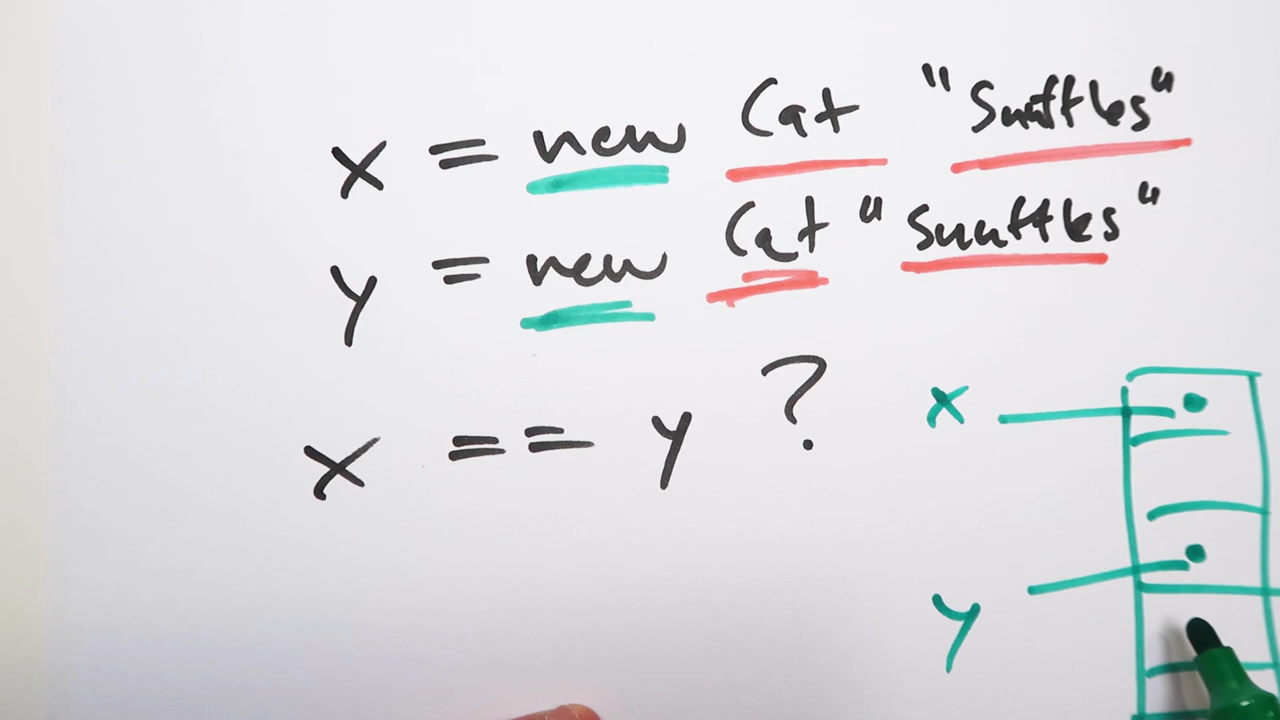 x = new Cat "Snuffles"
y = new Cat "Snuffles"
x == y ?
x
y